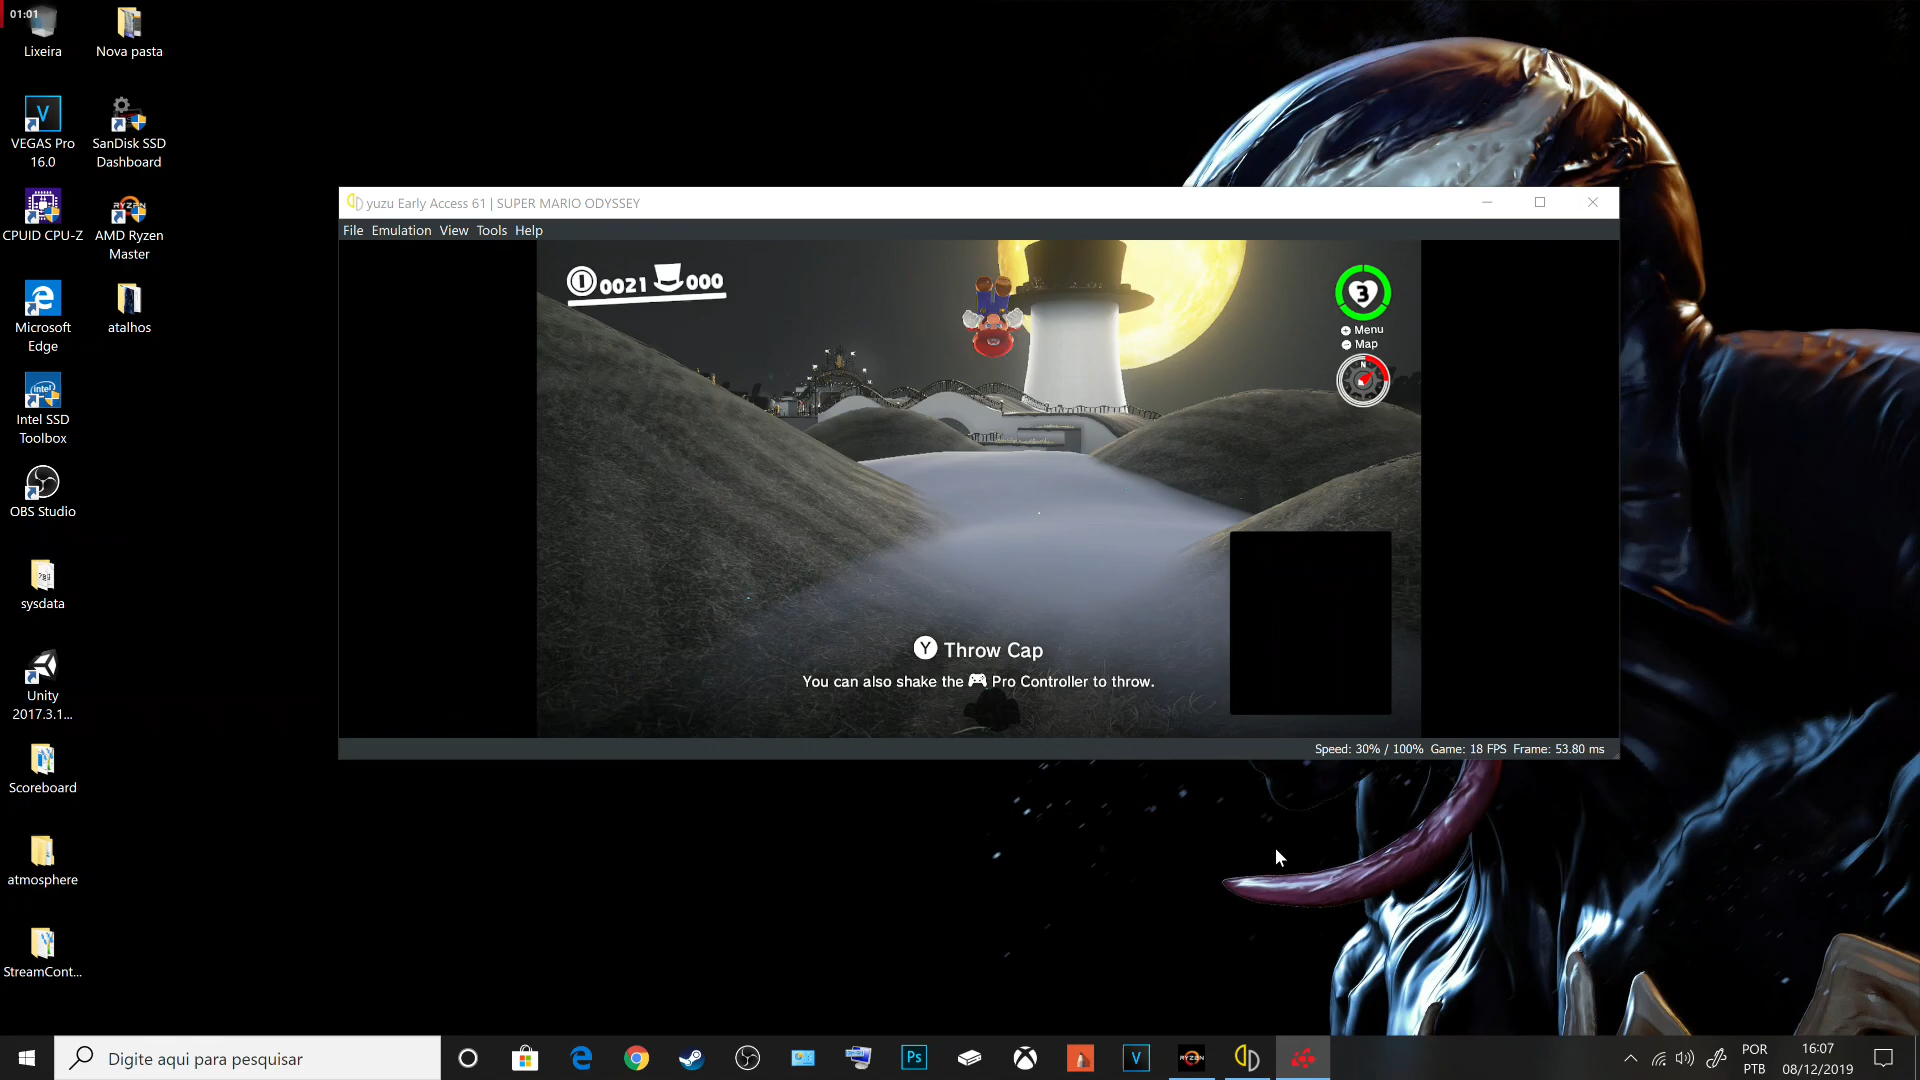 01:01
Lixeira
Nova pasta
VEGAS Pro
16.0
SanDisk SSD
Dashboard
CPUID CPU-Z
AMD Ryzen
Master
Microsoft
Edge
atalhos
Intel SSD
Toolbox
OBS Studio
sysdata
Unity
2017.3.1...
Scoreboard
atmosphere
StreamCont...
yuzu Early Access 61 | SUPER MARIO ODYSSEY
File Emulation View Tools Help
0021 000
3
Menu
Map
N
Y Throw Cap
You can also shake the Pro Controller to throw.
Speed: 30% / 100% Game: 18 FPS Frame: 53.80 ms
Digite aqui para pesquisar
Ps
V
RYZEN
POR
PTB
16:07
08/12/2019